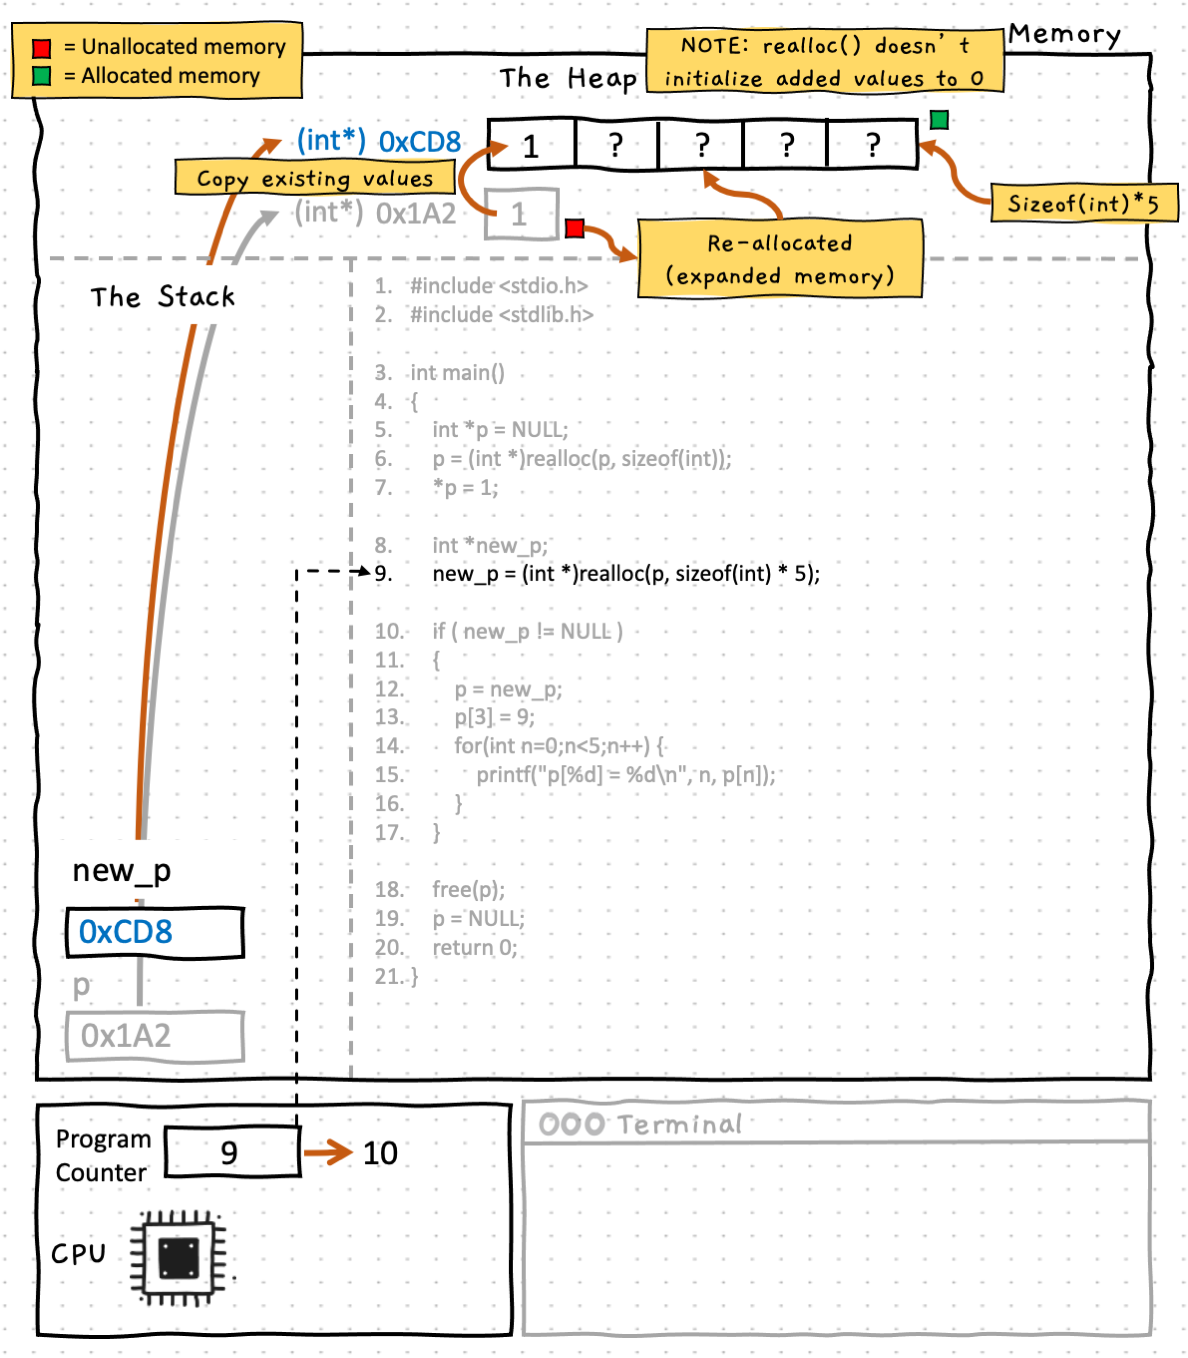 = Unallocated memory
= Allocated memory
Memory
The Heap
NOTE: realloc() doesn't
initialize added values to 0
(int*) 0xCD8
1 ? ? ? ?
Copy existing values
(int*) 0x1A2
1
Sizeof(int)*5
Re-allocated
(expanded memory)
The Stack
1. #include <stdio.h>
2. #include <stdlib.h>
3. int main()
4. {
5. int *p = NULL;
6. p = (int *)realloc(p, sizeof(int));
7. *p = 1;
8. int *new_p;
9. new_p = (int *)realloc(p, sizeof(int) * 5);
10. if ( new_p != NULL )
11. {
12. p = new_p;
13. p[3] = 9;
14. for(int n=0;n<5;n++) {
15. printf("p[%d] = %d\n", n, p[n]);
16. }
17. }
18. free(p);
19. p = NULL;
20. return 0;
21. }
new_p
0xCD8
p
0x1A2
Program
Counter
9
10
CPU
Terminal